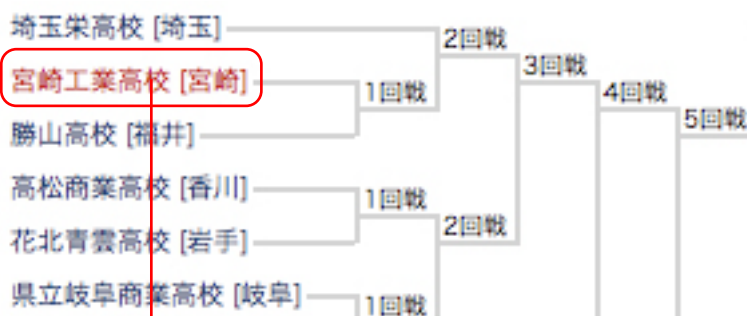 埼玉栄高校 [埼玉]
2回戦
3回戦
宮崎工業高校 [宮崎]
1回戦
4回戦
5回戦
勝山高校 [福井]
高松商業高校 [香川]
1回戦
2回戦
花北青雲高校 [岩手]
県立岐阜商業高校 [岐阜]
1回戦